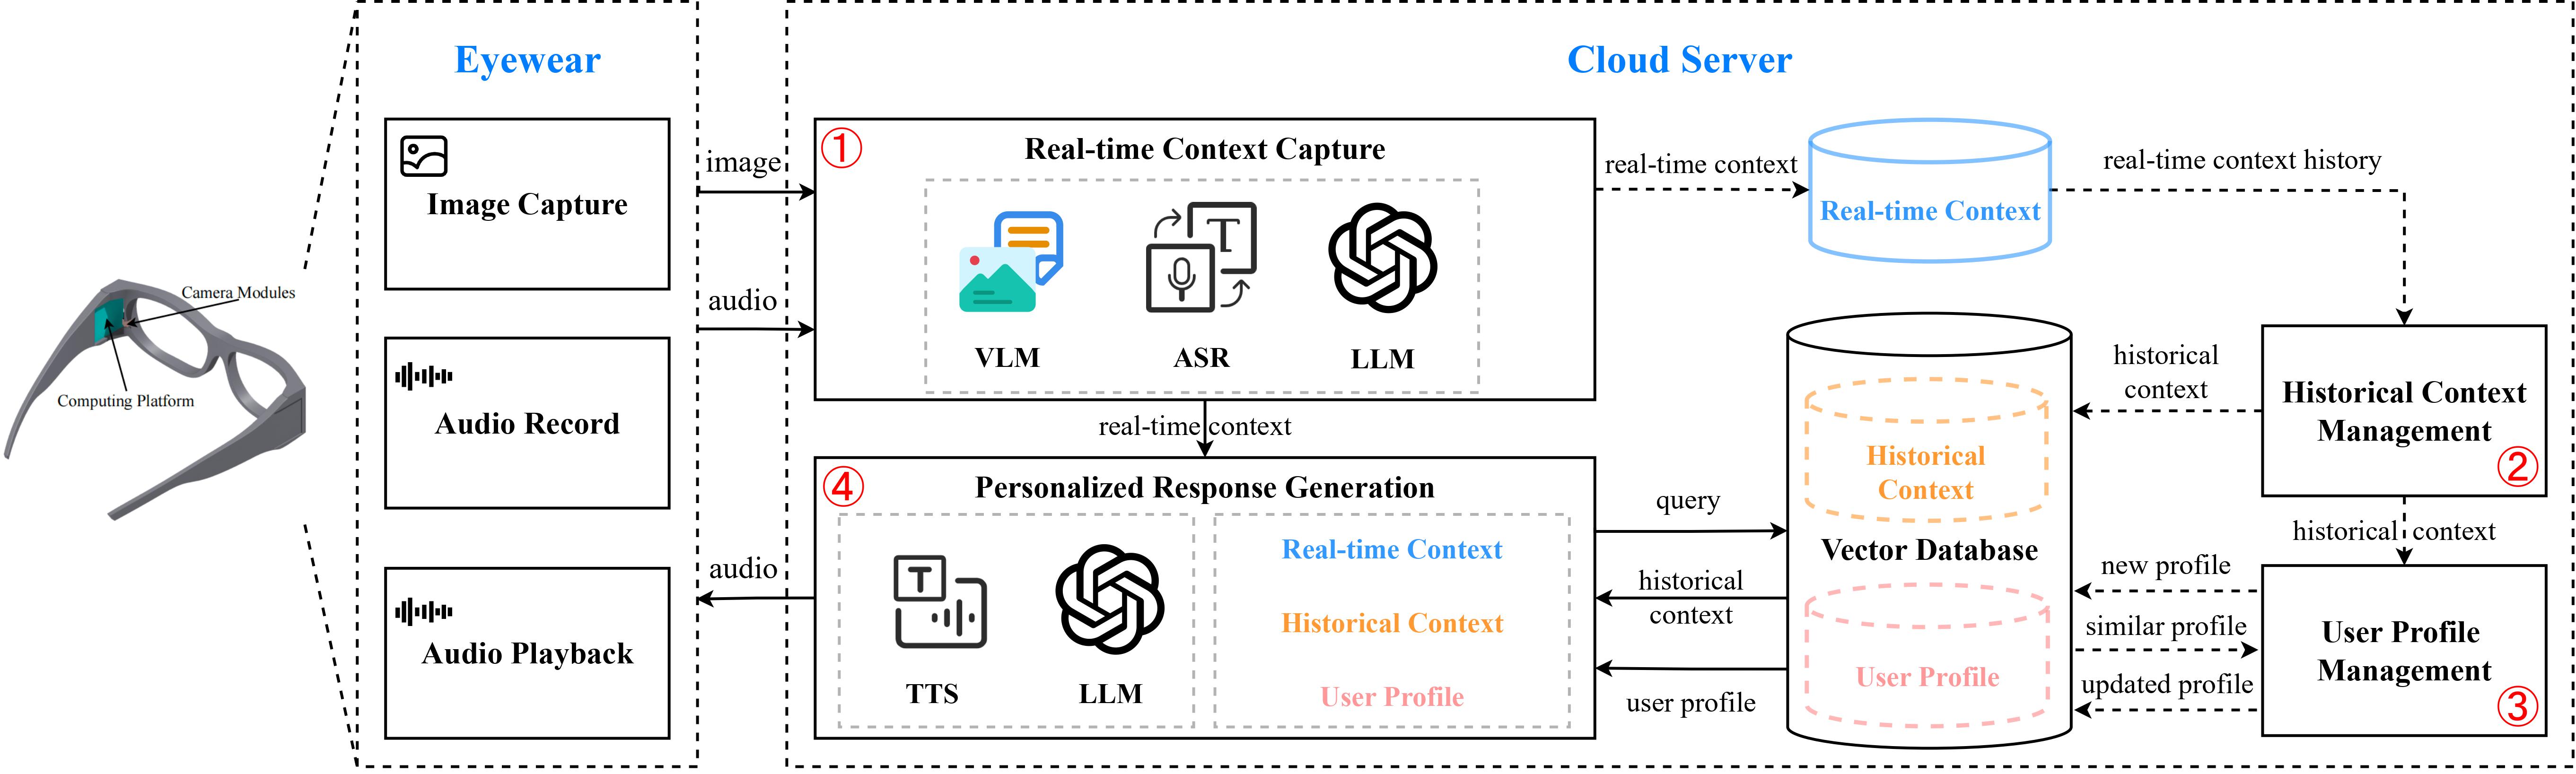 Eyewear
Cloud Server
Camera Modules
Computing Platform
Image Capture
Audio Record
Audio Playback
image
audio
audio
①
Real-time Context Capture
VLM
ASR
LLM
real-time context
Real-time Context
real-time context history
real-time context
④
Personalized Response Generation
TTS
LLM
Real-time Context
Historical Context
User Profile
query
historical
context
user profile
Historical
Context
Vector Database
User Profile
historical
context
Historical Context
Management
②
historical context
new profile
similar profile
updated profile
User Profile
Management
③